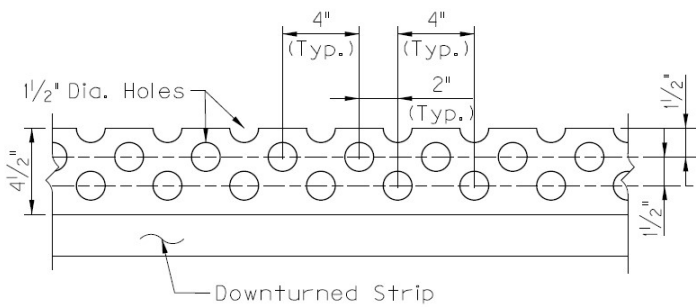 4" 4"
(Typ.) (Typ.)
1½" Dia. Holes 2" 1½"
(Typ.)
4½"
1½"
Downturned Strip